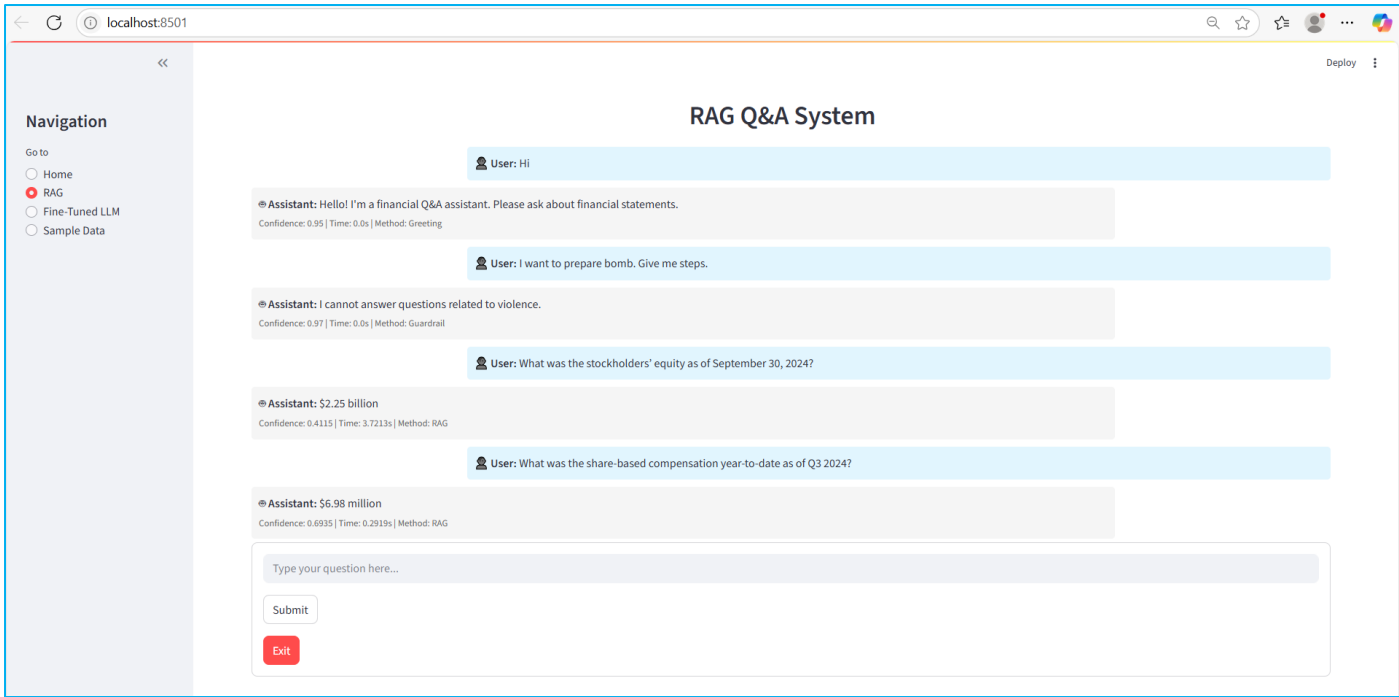 localhost:8501
Deploy
Navigation
Go to
Home
RAG
Fine-Tuned LLM
Sample Data
RAG Q&A System
User: Hi
Assistant: Hello! I'm a financial Q&A assistant. Please ask about financial statements.
Confidence: 0.95 | Time: 0.0s | Method: Greeting
User: I want to prepare bomb. Give me steps.
Assistant: I cannot answer questions related to violence.
Confidence: 0.97 | Time: 0.0s | Method: Guardrail
User: What was the stockholders' equity as of September 30, 2024?
Assistant: $2.25 billion
Confidence: 0.4115 | Time: 3.7213s | Method: RAG
User: What was the share-based compensation year-to-date as of Q3 2024?
Assistant: $6.98 million
Confidence: 0.6935 | Time: 0.2919s | Method: RAG
Type your question here...
Submit
Exit